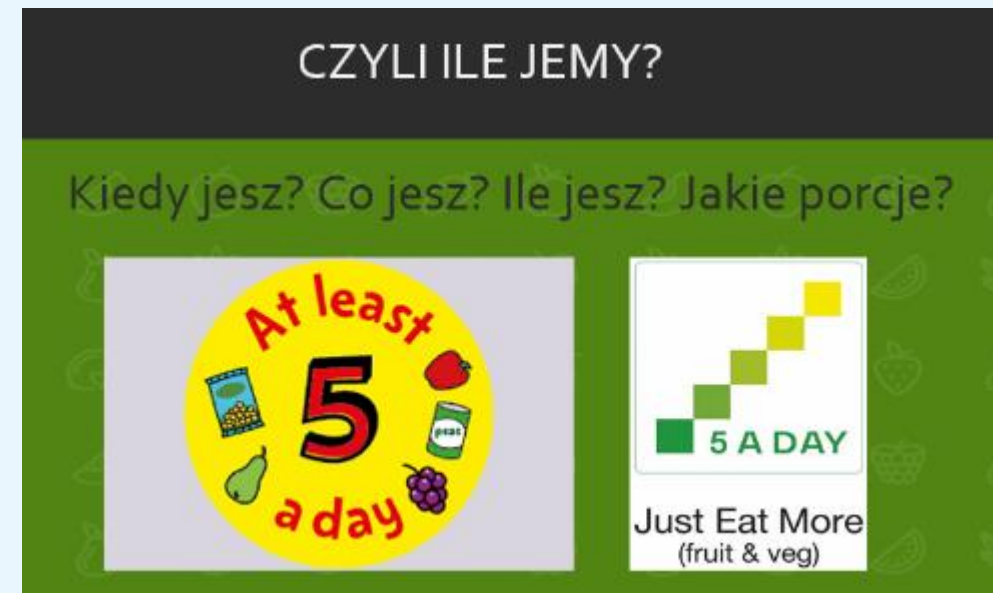 CZYLI ILE JEMY?
Kiedy jesz? Co jesz? Ile jesz? Jakie porcje?
At least
5
peas
a day
5 A DAY
Just Eat More
(fruit & veg)